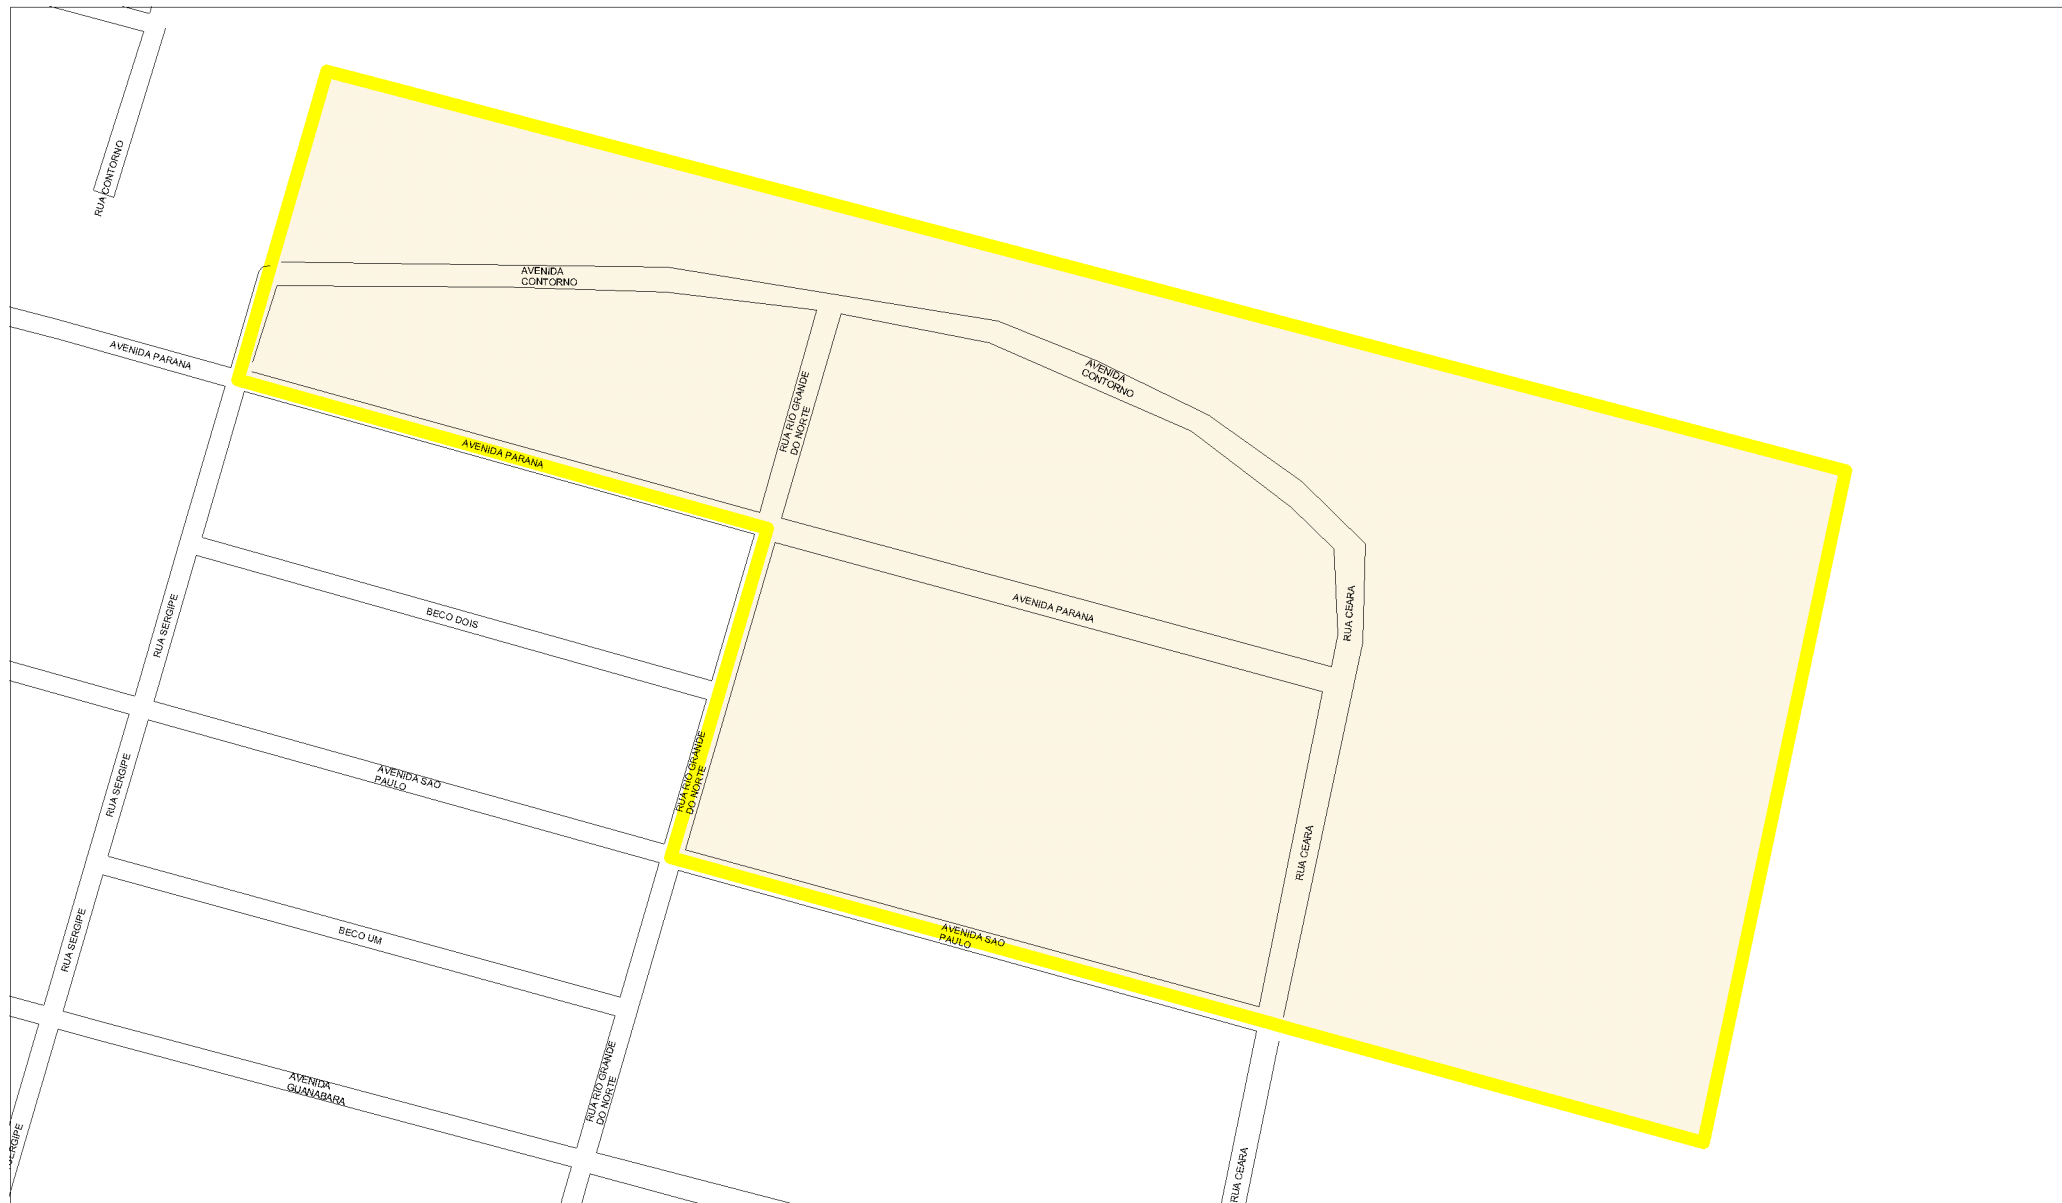 RUA CONTORNO
AVENIDA
CONTORNO
AVENIDA PARANA
AVENIDA
CONTORNO
RUA RIO GRANDE
DO NORTE
AVENIDA PARANA
AVENIDA PARANA
RUA CEARA
BECO DOIS
RUA SERGIPE
RUA RIO GRANDE
DO NORTE
AVENIDA SAO
PAULO
RUA SERGIPE
RUA CEARA
BECO UM
RUA SERGIPE
AVENIDA SAO
PAULO
AVENIDA
GUANABARA
RUA RIO GRANDE
DO NORTE
SERGIPE
RUA CEARA